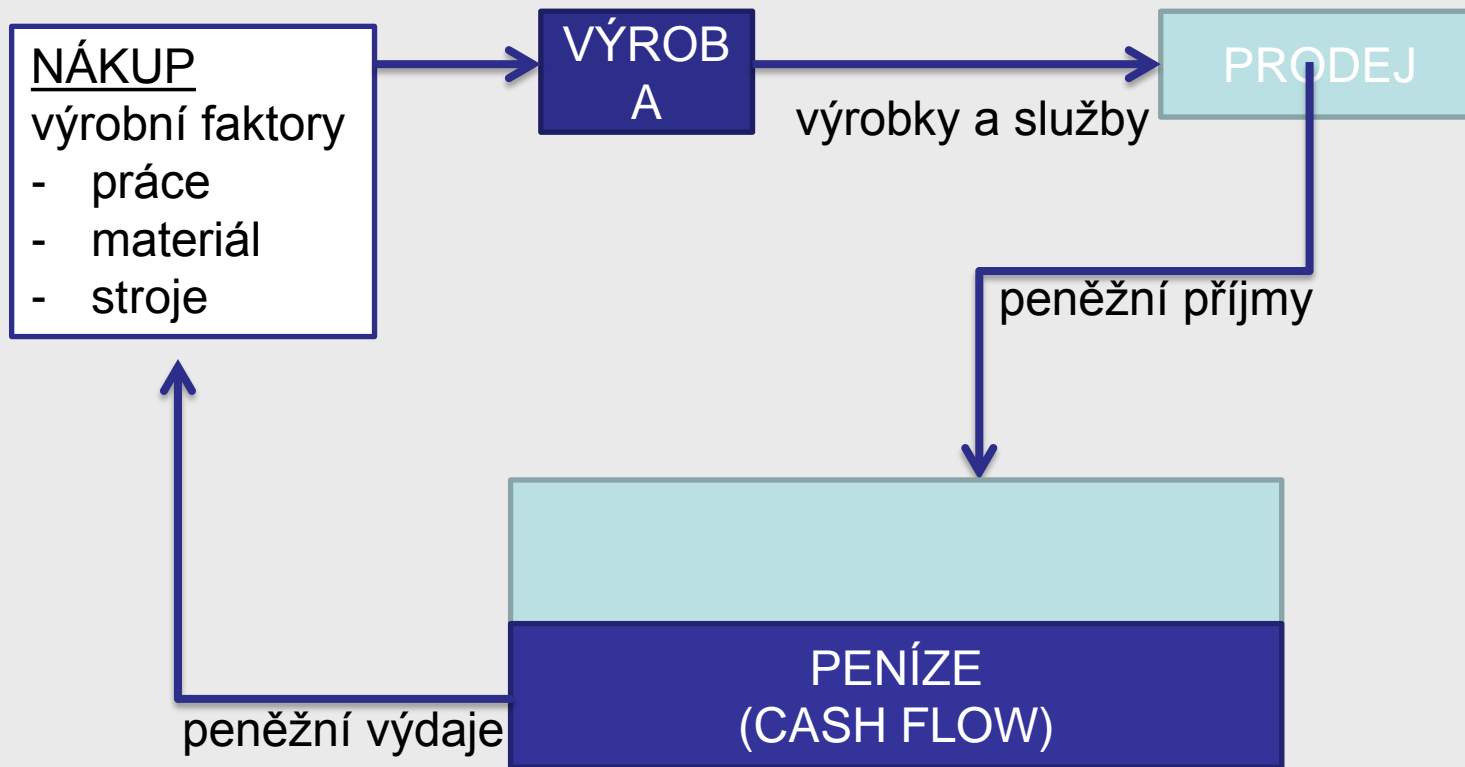 NÁKUP
výrobní faktory
- práce
- materiál
- stroje
VÝROB
A
výrobky a služby
PRODEJ
peněžní příjmy
PENÍZE
(CASH FLOW)
peněžní výdaje